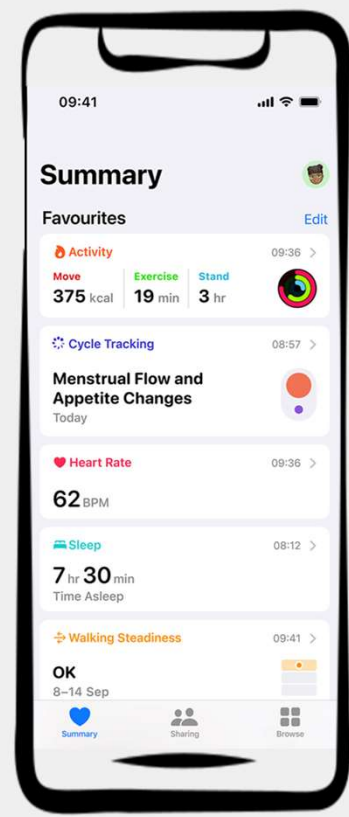 09:41
Summary
Favourites Edit
Activity 09:36
Move Exercise Stand
375 kcal 19 min 3 hr
Cycle Tracking 08:57
Menstrual Flow and
Appetite Changes
Today
Heart Rate 09:36
62 BPM
Sleep 08:12
7 hr 30 min
Time Asleep
Walking Steadiness 09:41
OK
8–14 Sep
Summary Sharing Browse